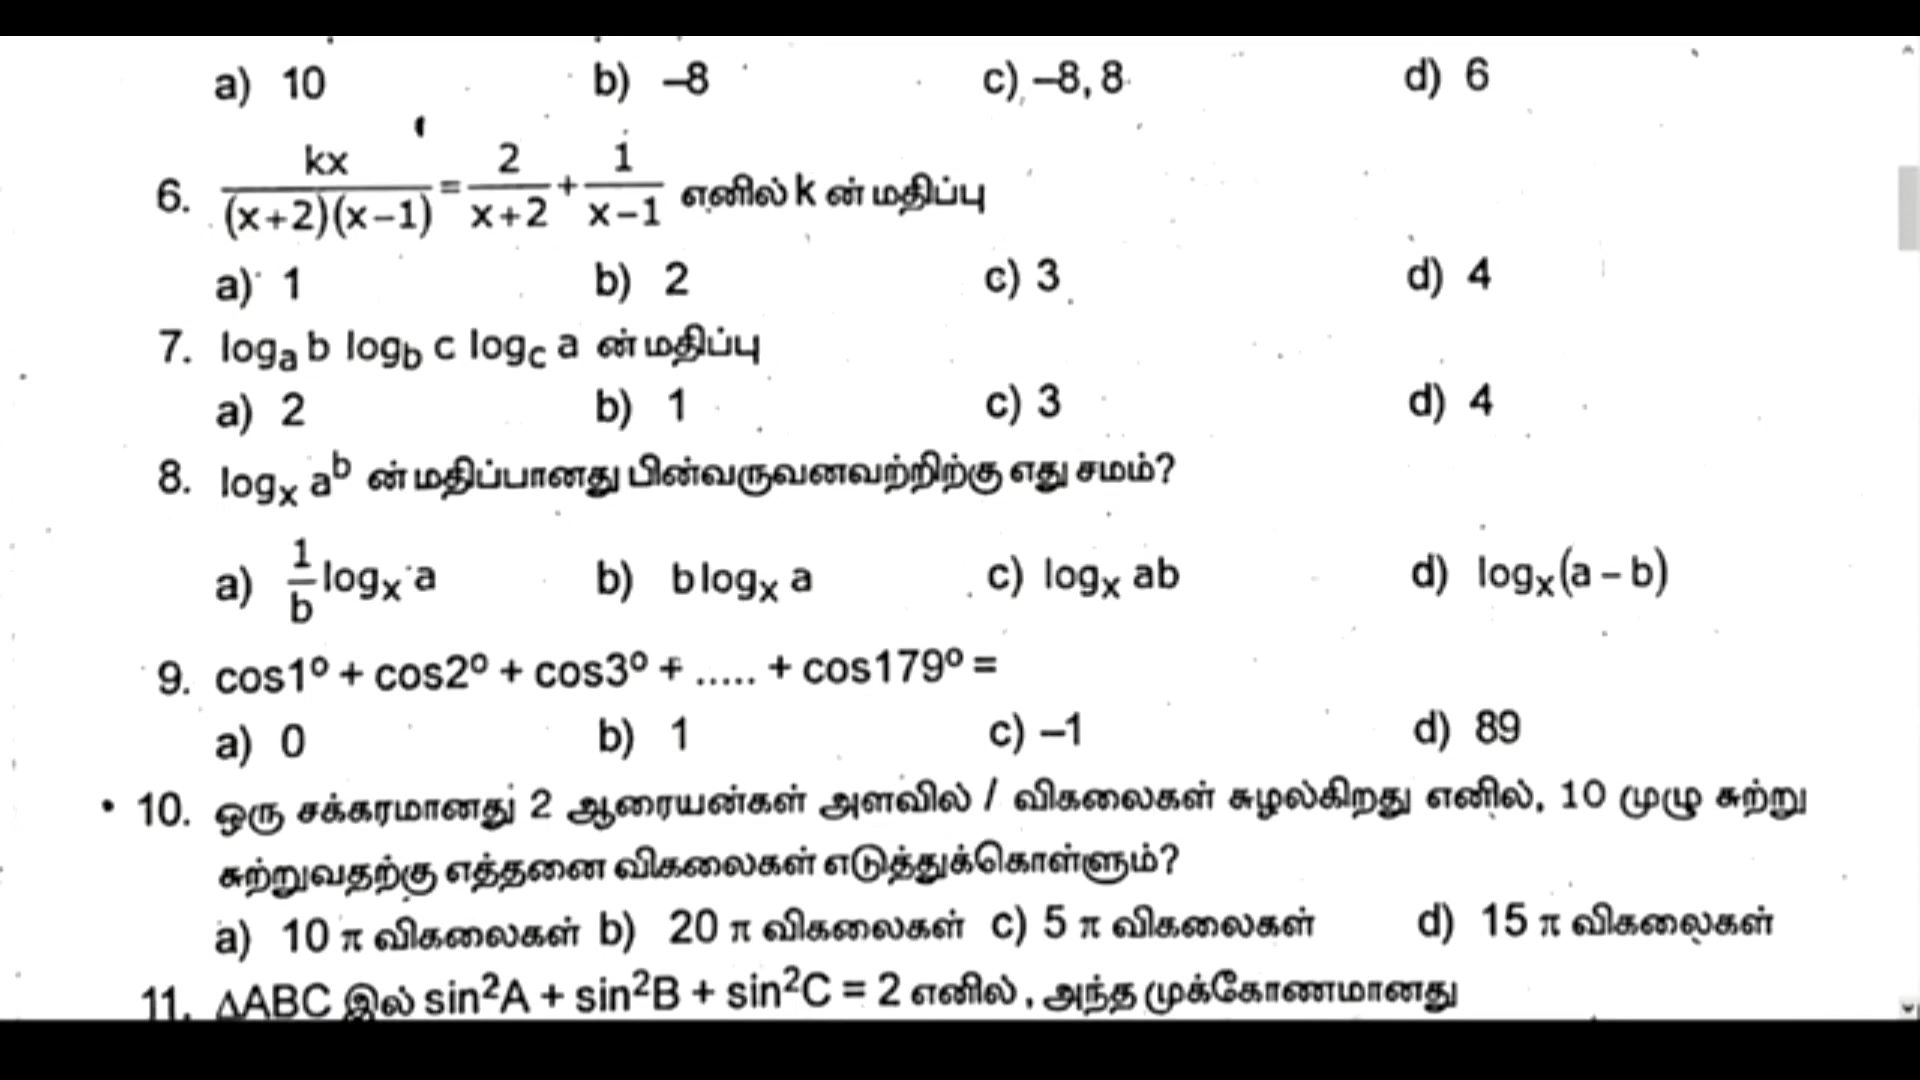 a) 10 b) –8 c) –8, 8 d) 6
6. kx/((x+2)(x–1)) = 2/(x+2) + 1/(x–1) எனில் k ன் மதிப்பு
a) 1 b) 2 c) 3 d) 4
7. logₐ b log_b c log_c a ன் மதிப்பு
a) 2 b) 1 c) 3 d) 4
8. logₓ aᵇ ன் மதிப்பானது பின்வருவனவற்றிற்கு எது சமம்?
a) 1/b logₓ a b) b logₓ a c) logₓ ab d) logₓ(a – b)
9. cos1º + cos2º + cos3º + ..... + cos179º =
a) 0 b) 1 c) –1 d) 89
• 10. ஒரு சக்கரமானது 2 ஆரையன்கள் அளவில் / விகலைகள் சுழல்கிறது எனில், 10 முழு சுற்று
சுற்றுவதற்கு எத்தனை விகலைகள் எடுத்துக்கொள்ளும்?
a) 10 π விகலைகள் b) 20 π விகலைகள் c) 5 π விகலைகள் d) 15 π விகலைகள்
11. ΔABC இல் sin²A + sin²B + sin²C = 2 எனில், அந்த முக்கோணமானது